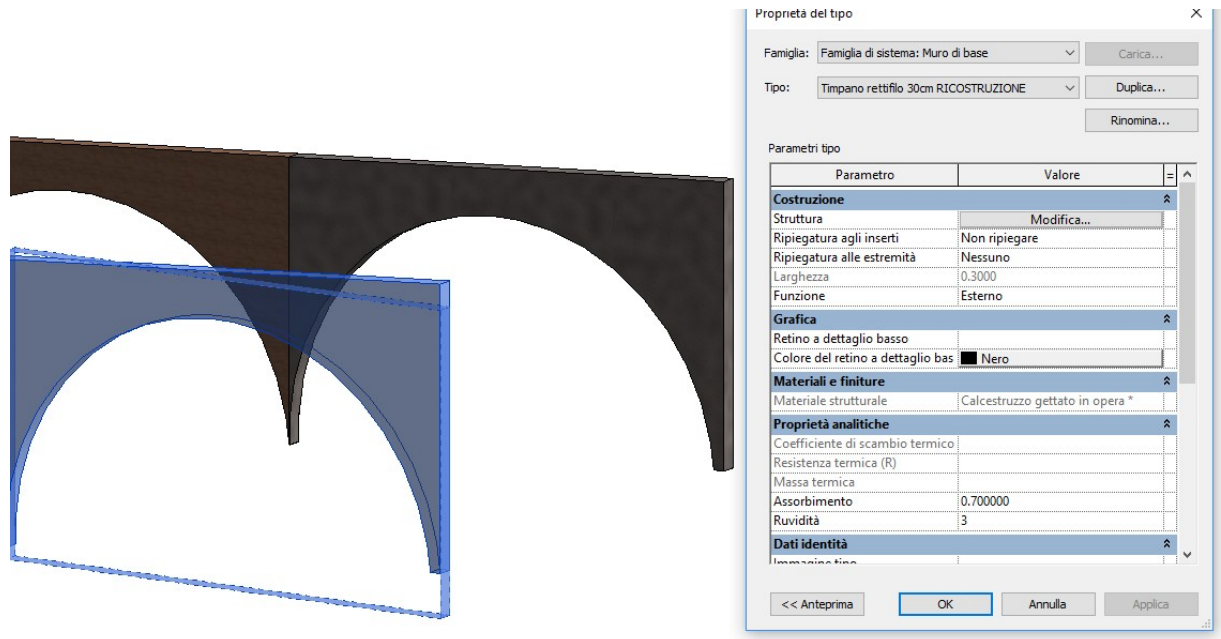 Proprietà del tipo
Famiglia: Famiglia di sistema: Muro di base Carica...
Tipo: Timpano rettifilo 30cm RICOSTRUZIONE Duplica...
Rinomina...
Parametri tipo
Parametro Valore =
Costruzione
Struttura Modifica...
Ripiegatura agli inserti Non ripiegare
Ripiegatura alle estremità Nessuno
Larghezza 0.3000
Funzione Esterno
Grafica
Retino a dettaglio basso
Colore del retino a dettaglio bas Nero
Materiali e finiture
Materiale strutturale Calcestruzzo gettato in opera *
Proprietà analitiche
Coefficiente di scambio termico
Resistenza termica (R)
Massa termica
Assorbimento 0.700000
Ruvidità 3
Dati identità
Immagine tipo
<< Anteprima OK Annulla Applica